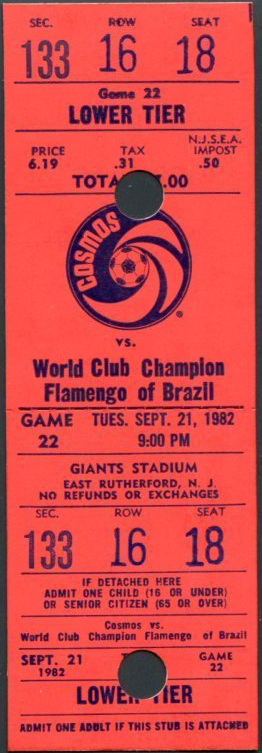 SEC. ROW SEAT
133 16 18
Game 22
LOWER TIER
PRICE TAX N.J.S.E.A. IMPOST
6.19 .31 .50
.00
COSMOS
®
vs.
World Club Champion
Flamengo of Brazil
GAME TUES. SEPT. 21, 1982
22 9:00 PM
GIANTS STADIUM
EAST RUTHERFORD, N. J.
NO REFUNDS OR EXCHANGES
SEC. ROW SEAT
133 16 18
IF DETACHED HERE
ADMIT ONE CHILD (16 OR UNDER)
OR SENIOR CITIZEN (65 OR OVER)
Cosmos vs.
World Club Champion Flamengo of Brazil
SEPT. 21 GAME
1982 22
LOWER TIER
ADMIT ONE ADULT IF THIS STUB IS ATTACHED